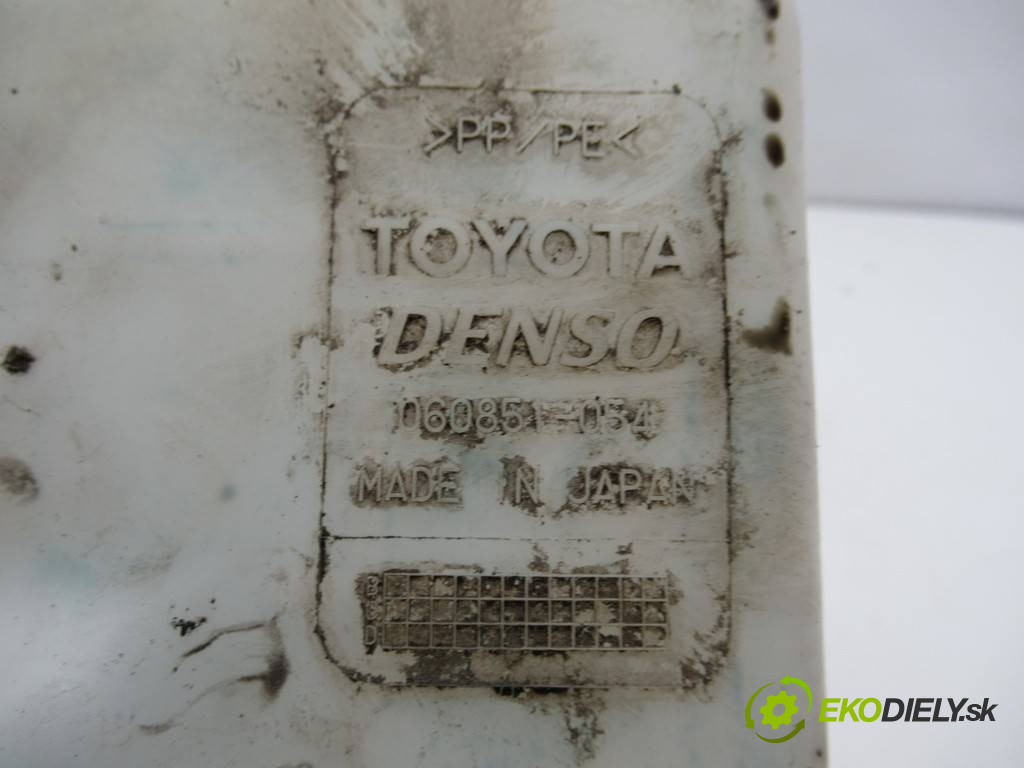 >PP/PE<
TOYOTA
DENSO
060851-054
MADE IN JAPAN
EKODIELY.sk